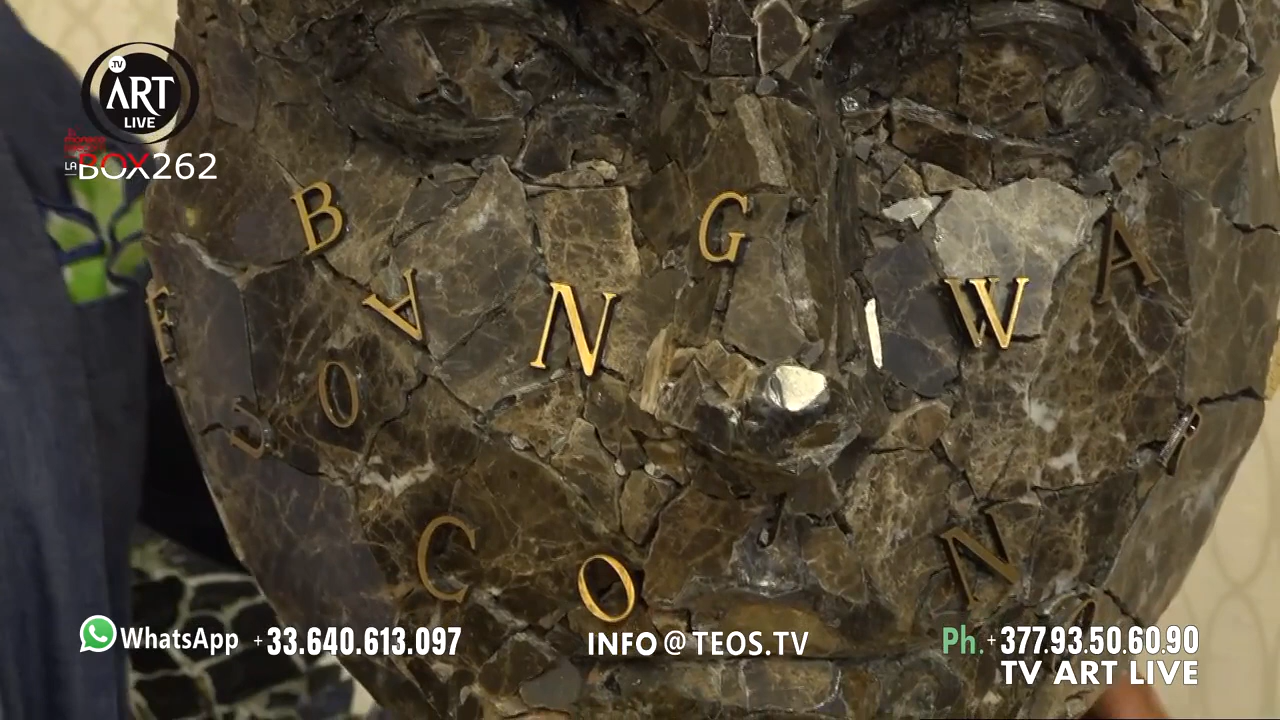 .TV
ART
LIVE
LA BOX262
B
G
A
A
N
W
E
O
J
C
O
N
WhatsApp +33.640.613.097
INFO@TEOS.TV
Ph.+377.93.50.60.90
TV ART LIVE